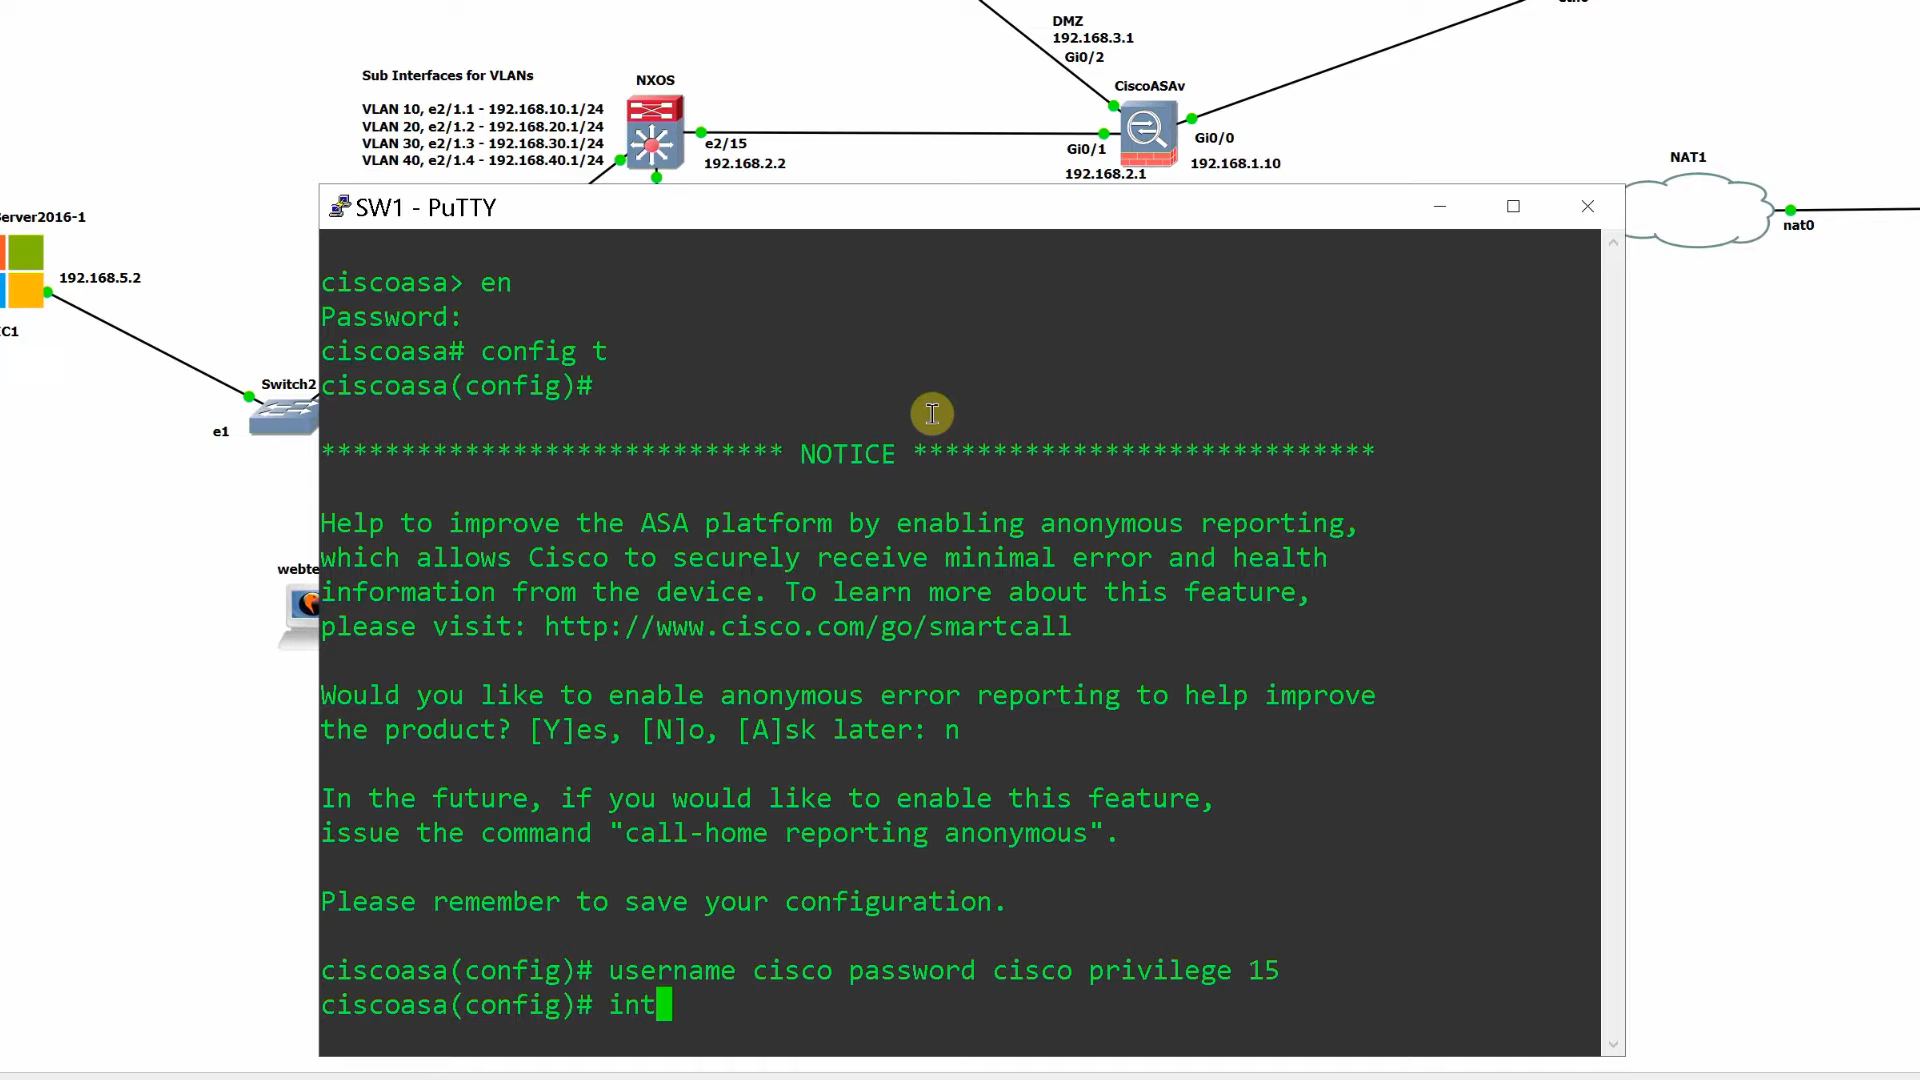 DMZ
192.168.3.1
Gi0/2
Sub Interfaces for VLANs
NXOS
CiscoASAv
VLAN 10, e2/1.1 - 192.168.10.1/24
VLAN 20, e2/1.2 - 192.168.20.1/24
VLAN 30, e2/1.3 - 192.168.30.1/24
VLAN 40, e2/1.4 - 192.168.40.1/24
e2/15
192.168.2.2
Gi0/1
192.168.2.1
Gi0/0
192.168.1.10
NAT1
nat0
erver2016-1
192.168.5.2
C1
Switch2
e1
webte
SW1 - PuTTY
ciscoasa> en
Password:
ciscoasa# config t
ciscoasa(config)#
***************************** NOTICE *****************************
Help to improve the ASA platform by enabling anonymous reporting,
which allows Cisco to securely receive minimal error and health
information from the device. To learn more about this feature,
please visit: http://www.cisco.com/go/smartcall
Would you like to enable anonymous error reporting to help improve
the product? [Y]es, [N]o, [A]sk later: n
In the future, if you would like to enable this feature,
issue the command "call-home reporting anonymous".
Please remember to save your configuration.
ciscoasa(config)# username cisco password cisco privilege 15
ciscoasa(config)# int